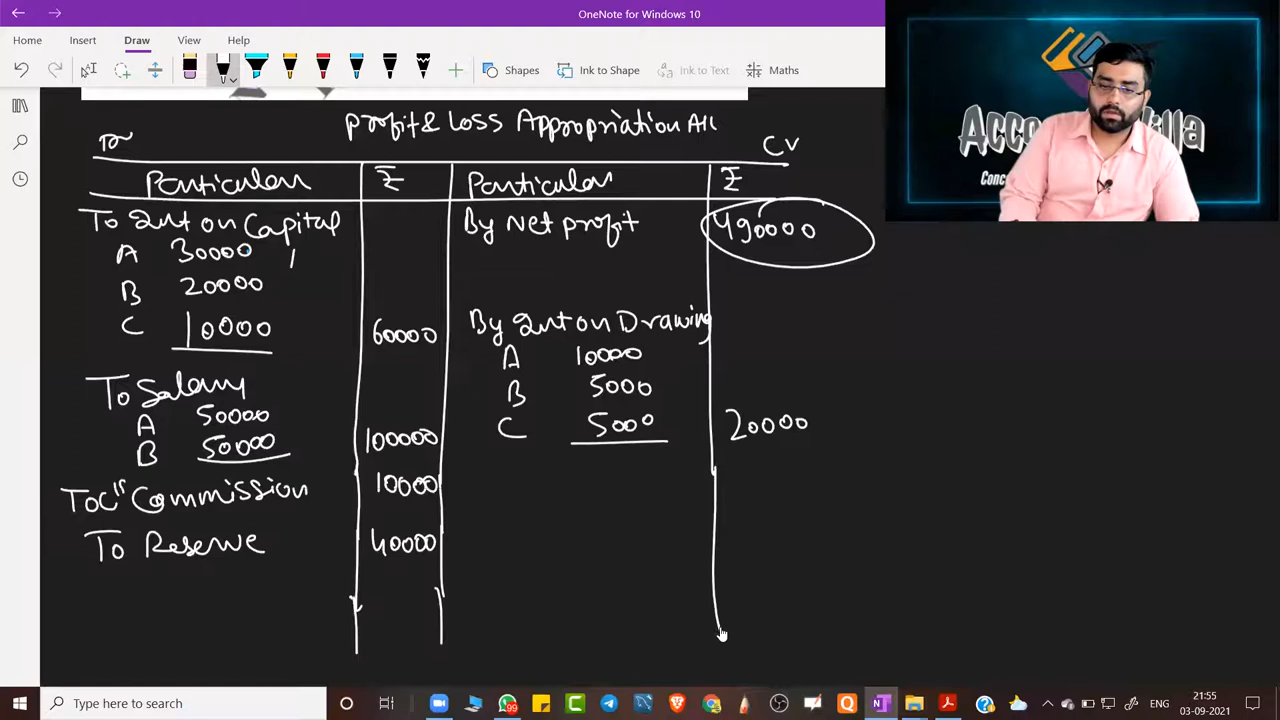 OneNote for Windows 10
Home Insert Draw View Help
Shapes Ink to Shape Ink to Text Maths
Profit & Loss Appropriation A/c
Dr Cr
Particular ₹ Particular ₹
To Int on Capital By Net profit 490000
A 30000
B 20000
C 10000 60000 By Int on Drawing
A 10000
To Salary B 5000
A 50000 C 5000 20000
B 50000 100000
To C" Commission 10000
To Reserve 40000
Type here to search
99
ENG
21:55
03-09-2021